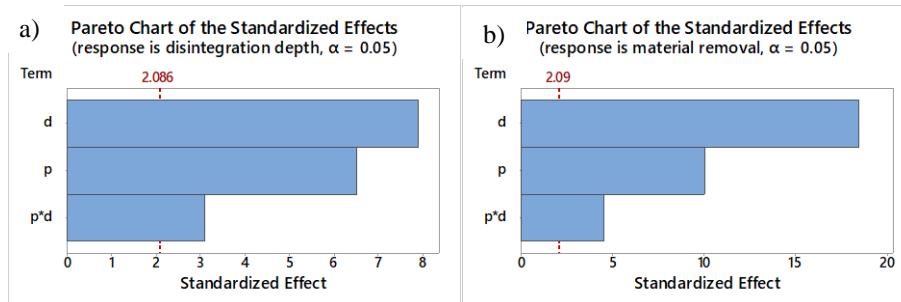 a)
Pareto Chart of the Standardized Effects
(response is disintegration depth, α = 0.05)
Term
2.086
d
p
p*d
0 1 2 3 4 5 6 7 8
Standardized Effect
b)
Pareto Chart of the Standardized Effects
(response is material removal, α = 0.05)
Term
2.09
d
p
p*d
0 5 10 15 20
Standardized Effect